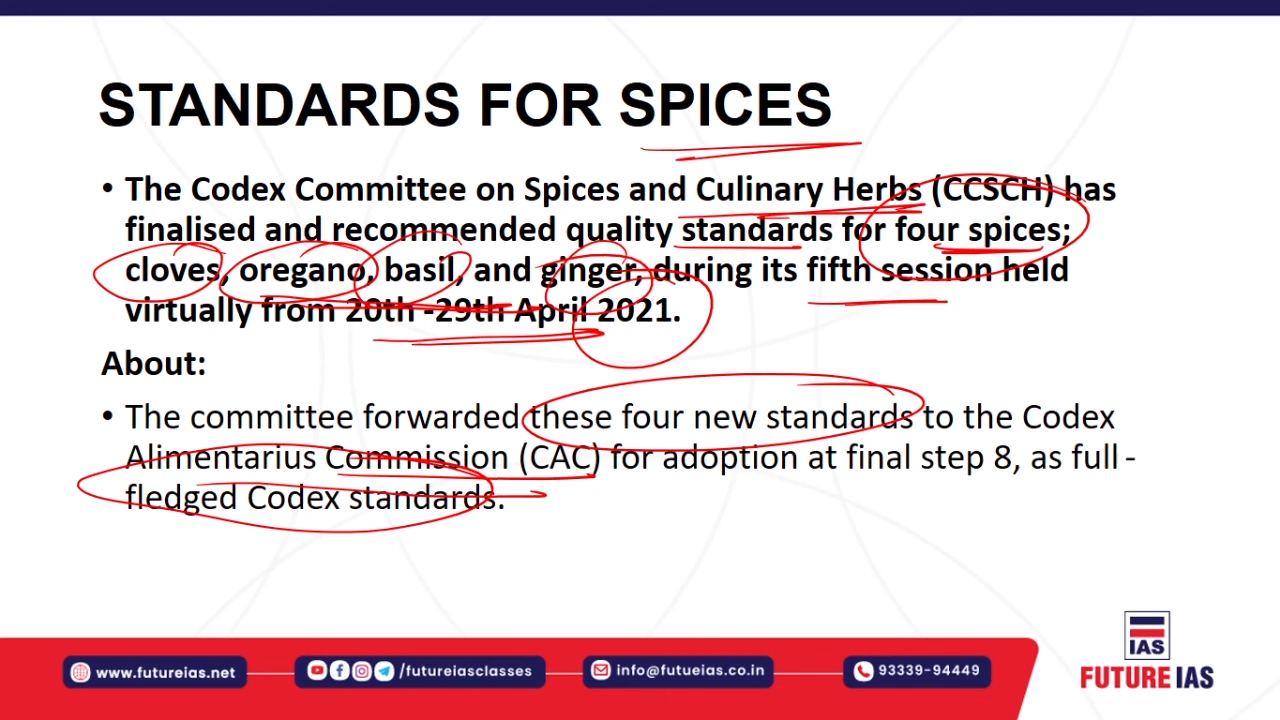 STANDARDS FOR SPICES
• The Codex Committee on Spices and Culinary Herbs (CCSCH) has
finalised and recommended quality standards for four spices;
cloves, oregano, basil, and ginger, during its fifth session held
virtually from 20th -29th April 2021.
About:
• The committee forwarded these four new standards to the Codex
Alimentarius Commission (CAC) for adoption at final step 8, as full-
fledged Codex standards.
www.futureias.net
/futureiasclasses
info@futueias.co.in
93339-94449
IAS
FUTURE IAS